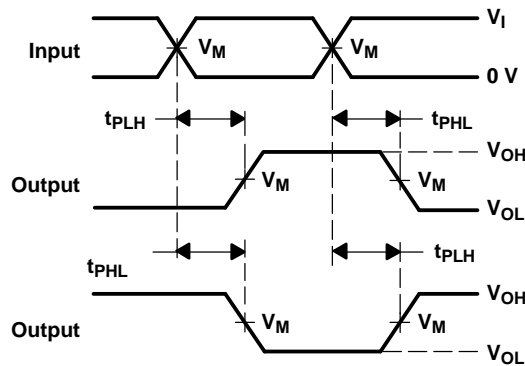 V_I
Input V_M V_M
0 V
t_PLH t_PHL
V_OH
Output V_M V_M
V_OL
t_PHL t_PLH
V_OH
Output V_M V_M
V_OL